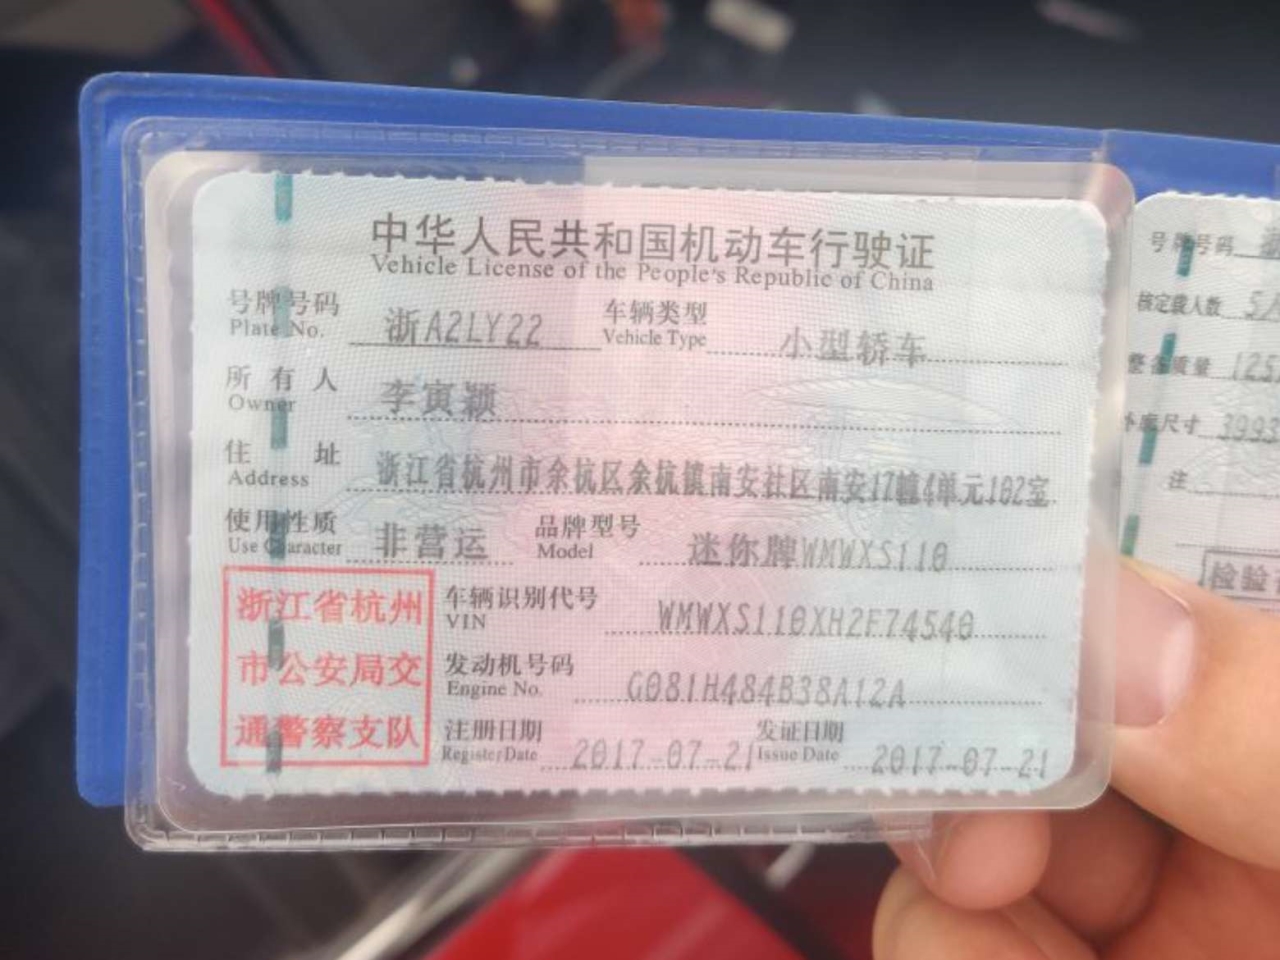 中华人民共和国机动车行驶证
Vehicle License of the People's Republic of China
号牌号码 浙A2LY22 车辆类型 小型轿车
Plate No. Vehicle Type
所有人 李寅颖
Owner
住址 浙江省杭州市余杭区余杭镇南安社区南安17幢4单元102室
Address
使用性质 非营运 品牌型号 迷你牌WMWXS110
Use Character Model
浙江省杭州
市公安局交
通警察支队
车辆识别代号 WMWXS110XH2F74540
VIN
发动机号码 G081H484B38A12A
Engine No.
注册日期 2017-07-21 发证日期 2017-07-21
Register Date Issue Date
号牌号码
核定载人数 5
整备质量 125
外廓尺寸 3993
注
检验